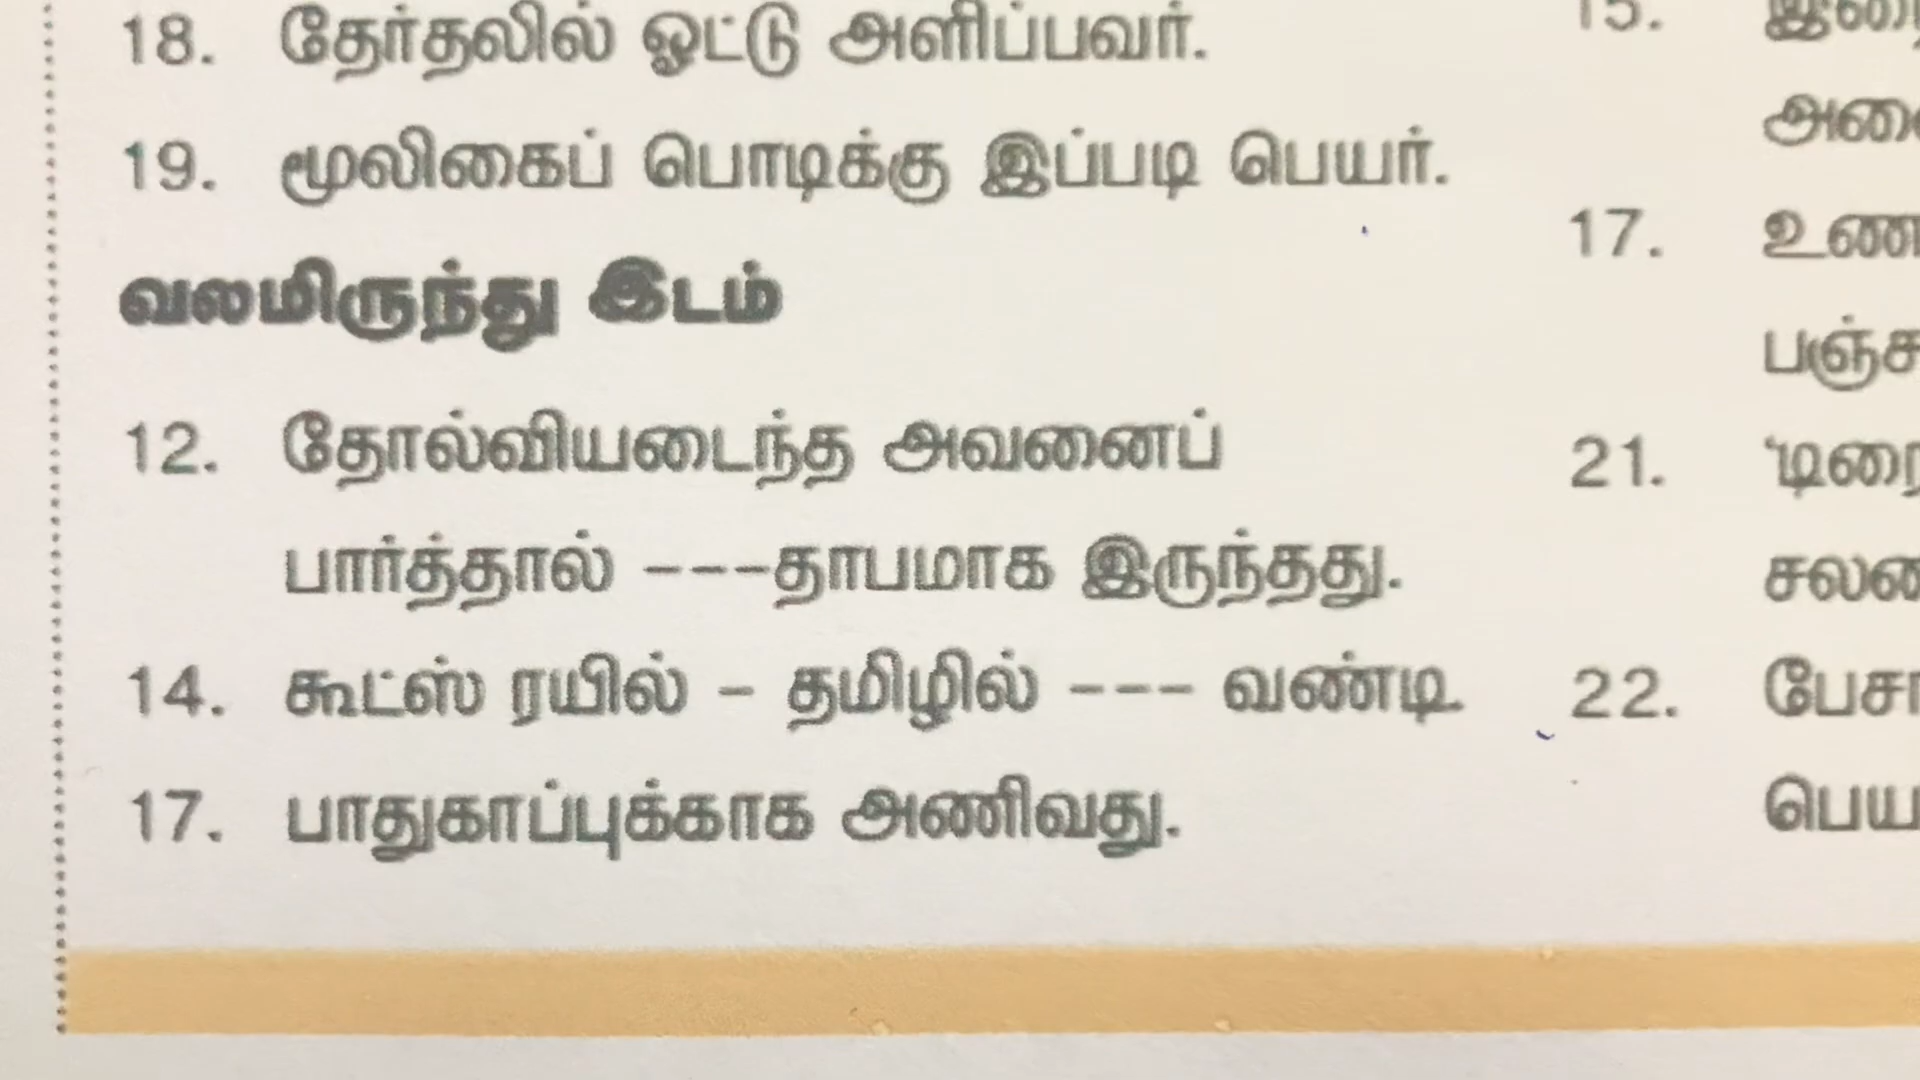 18. தேர்தலில் ஓட்டு அளிப்பவர்.
19. மூலிகைப் பொடிக்கு இப்படி பெயர்.
வலமிருந்து இடம்
12. தோல்வியடைந்த அவனைப்
பார்த்தால் ---தாபமாக இருந்தது.
14. கூட்ஸ் ரயில் – தமிழில் --- வண்டி.
17. பாதுகாப்புக்காக அணிவது.
15.
17.
21.
22.